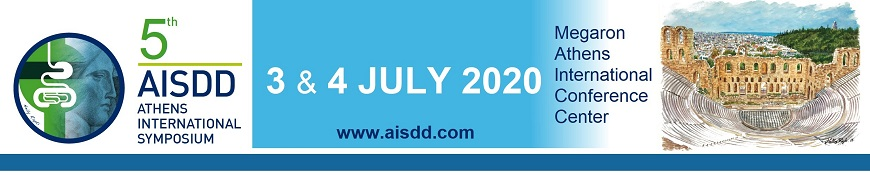 5th
AISDD
ATHENS
INTERNATIONAL
SYMPOSIUM
3 & 4 JULY 2020
www.aisdd.com
Megaron
Athens
International
Conference
Center